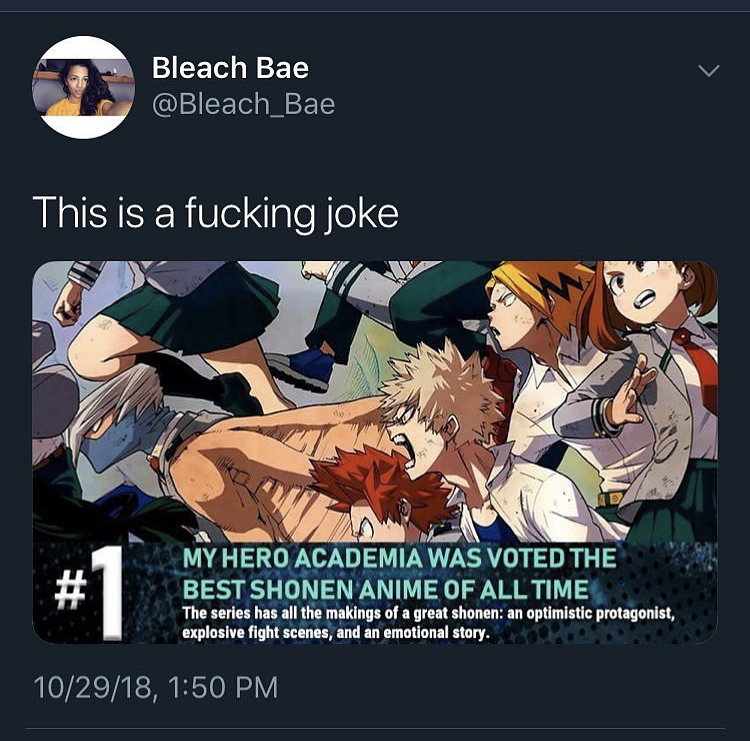 Bleach Bae
@Bleach_Bae
This is a fucking joke
#1
MY HERO ACADEMIA WAS VOTED THE
BEST SHONEN ANIME OF ALL TIME
The series has all the makings of a great shonen: an optimistic protagonist,
explosive fight scenes, and an emotional story.
10/29/18, 1:50 PM